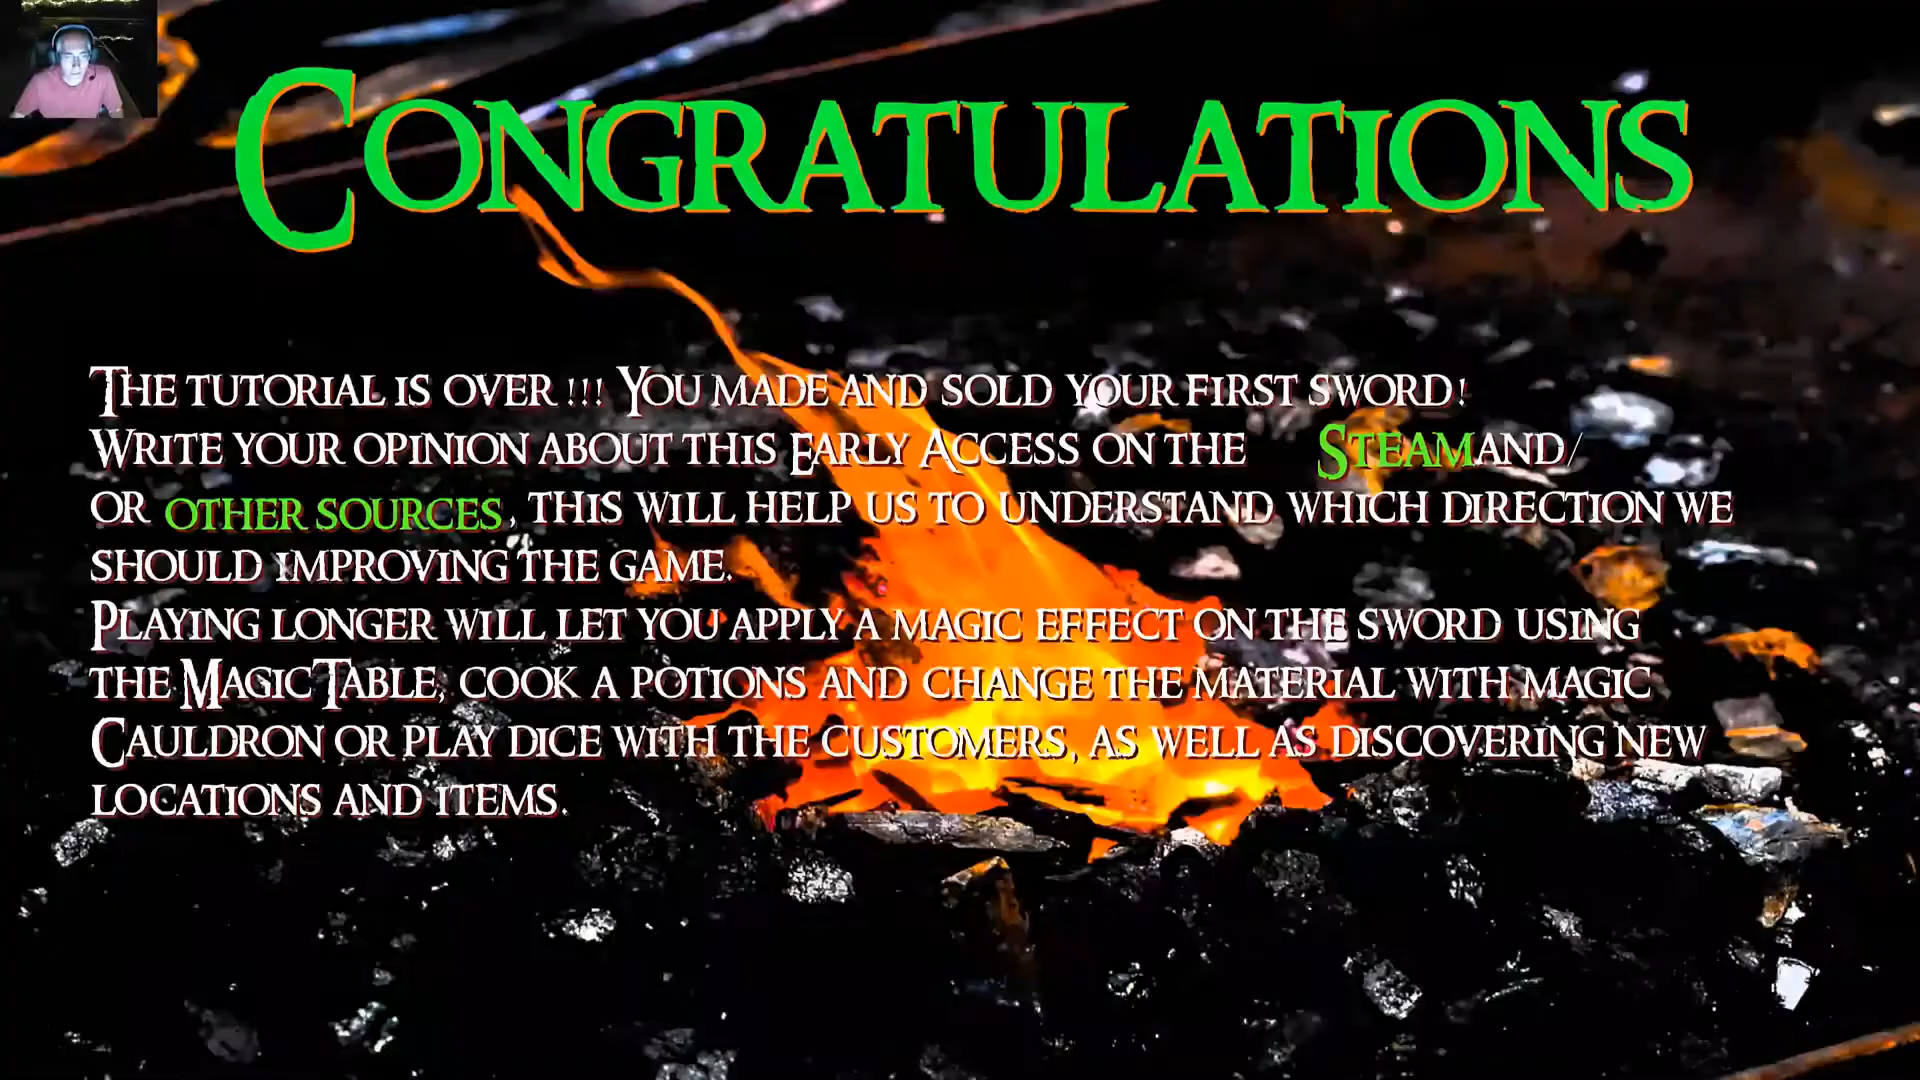 Congratulations
The tutorial is over !!! You made and sold your first sword!
Write your opinion about this Early Access on the Steam and/
or other sources, this will help us to understand which direction we
should improving the game.
Playing longer will let you apply a magic effect on the sword using
the Magic Table, cook a potions and change the material with magic
Cauldron or play dice with the customers, as well as discovering new
locations and items.